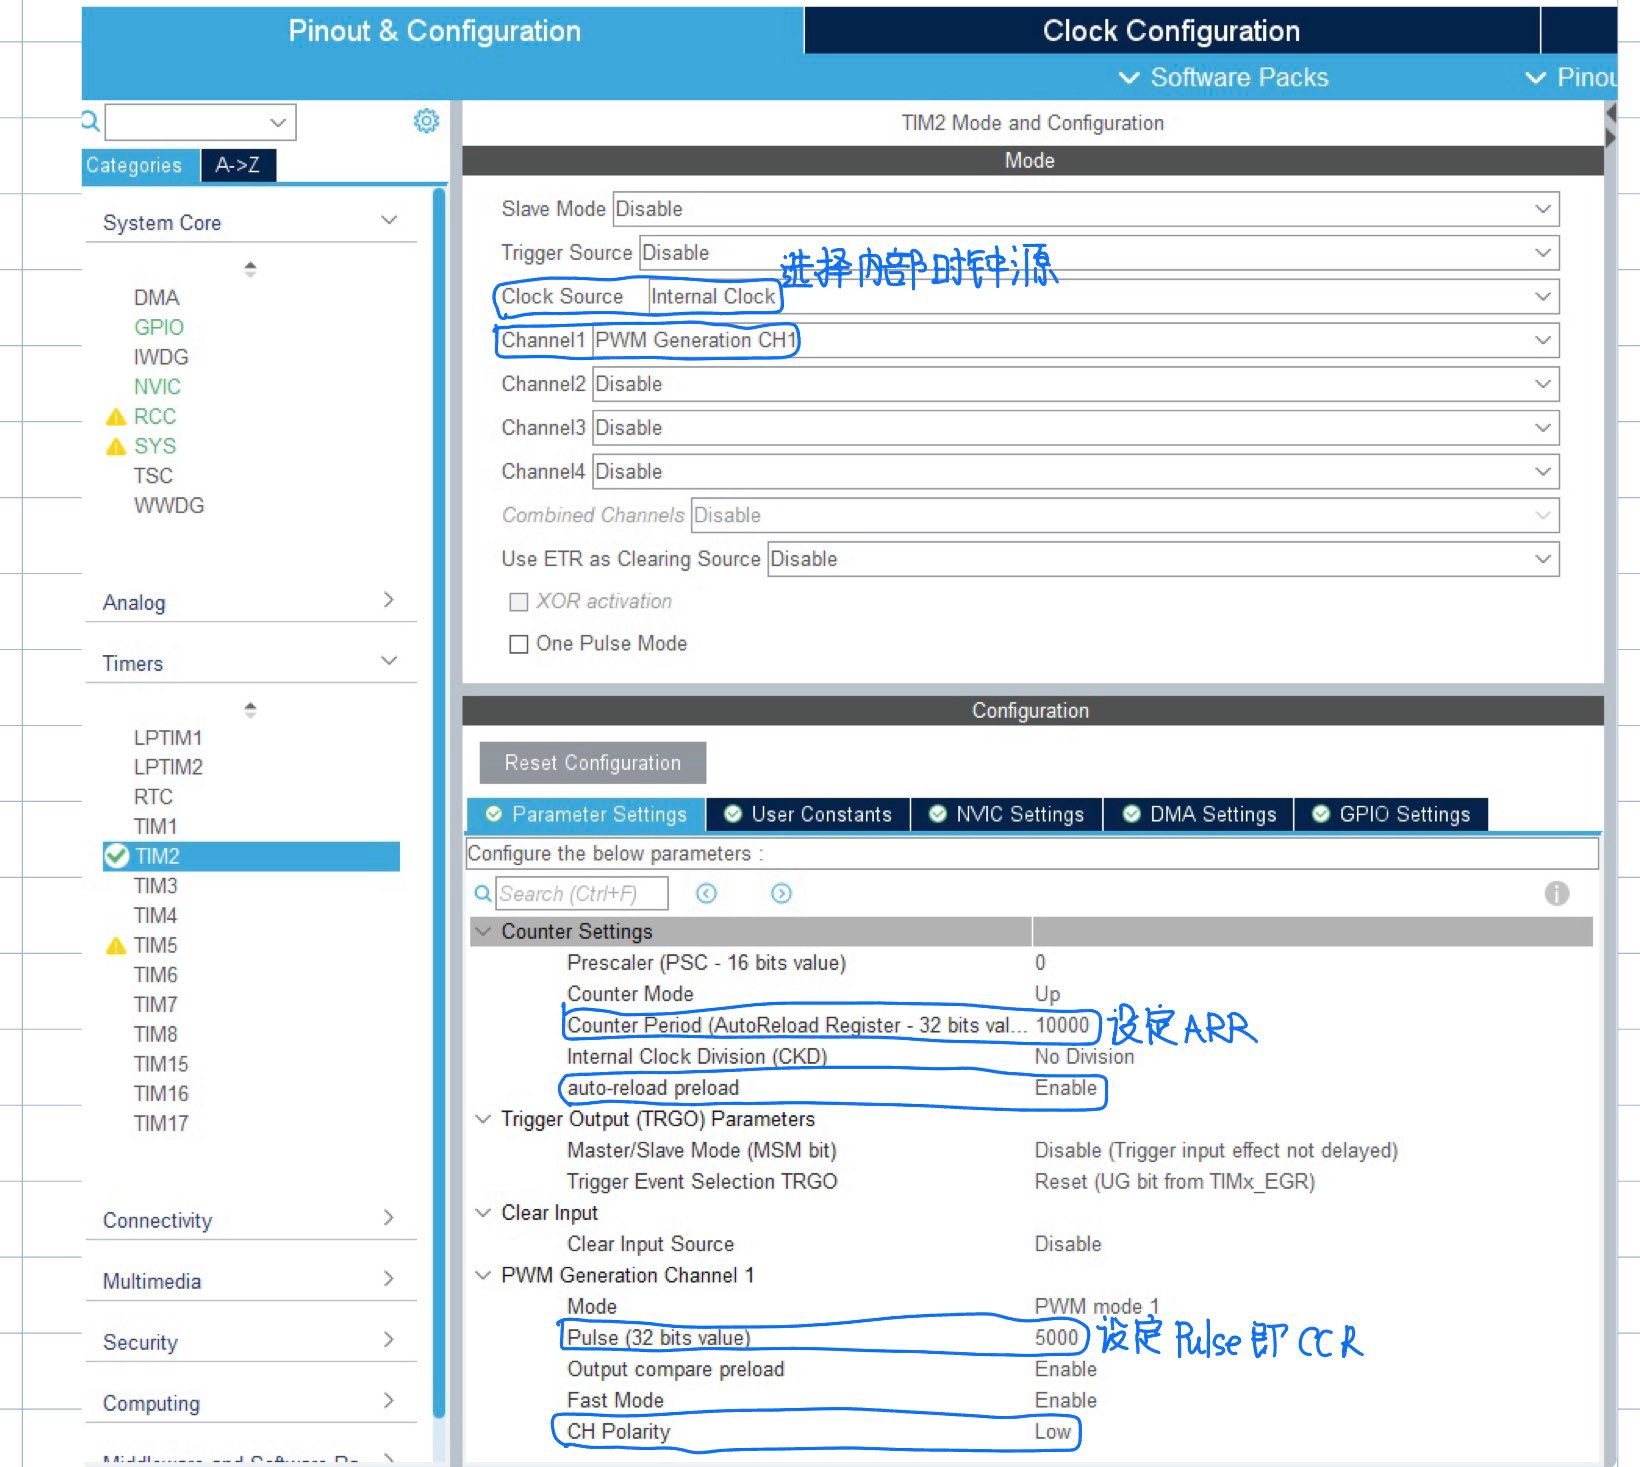 Pinout & Configuration
Clock Configuration
Software Packs
Pinou
Categories
A->Z
System Core
DMA
GPIO
IWDG
NVIC
RCC
SYS
TSC
WWDG
Analog
Timers
LPTIM1
LPTIM2
RTC
TIM1
TIM2
TIM3
TIM4
TIM5
TIM6
TIM7
TIM8
TIM15
TIM16
TIM17
Connectivity
Multimedia
Security
Computing
TIM2 Mode and Configuration
Mode
Slave Mode Disable
Trigger Source Disable
选择内部时钟源
Clock Source Internal Clock
Channel1 PWM Generation CH1
Channel2 Disable
Channel3 Disable
Channel4 Disable
Combined Channels Disable
Use ETR as Clearing Source Disable
XOR activation
One Pulse Mode
Configuration
Reset Configuration
Parameter Settings
User Constants
NVIC Settings
DMA Settings
GPIO Settings
Configure the below parameters :
Search (Ctrl+F)
Counter Settings
Prescaler (PSC - 16 bits value) 0
Counter Mode Up
Counter Period (AutoReload Register - 32 bits val... 10000 设定ARR
Internal Clock Division (CKD) No Division
auto-reload preload Enable
Trigger Output (TRGO) Parameters
Master/Slave Mode (MSM bit) Disable (Trigger input effect not delayed)
Trigger Event Selection TRGO Reset (UG bit from TIMx_EGR)
Clear Input
Clear Input Source Disable
PWM Generation Channel 1
Mode PWM mode 1
Pulse (32 bits value) 5000 设定Pulse即CCR
Output compare preload Enable
Fast Mode Enable
CH Polarity Low